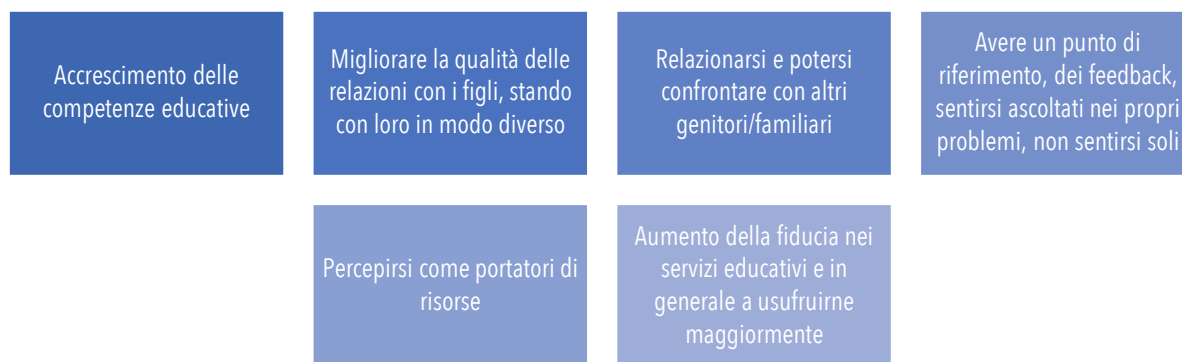 Accrescimento delle
competenze educative
Migliorare la qualità delle
relazioni con i figli, stando
con loro in modo diverso
Relazionarsi e potersi
confrontare con altri
genitori/familiari
Avere un punto di
riferimento, dei feedback,
sentirsi ascoltati nei propri
problemi, non sentirsi soli
Percepirsi come portatori di
risorse
Aumento della fiducia nei
servizi educativi e in
generale a usufruirne
maggiormente